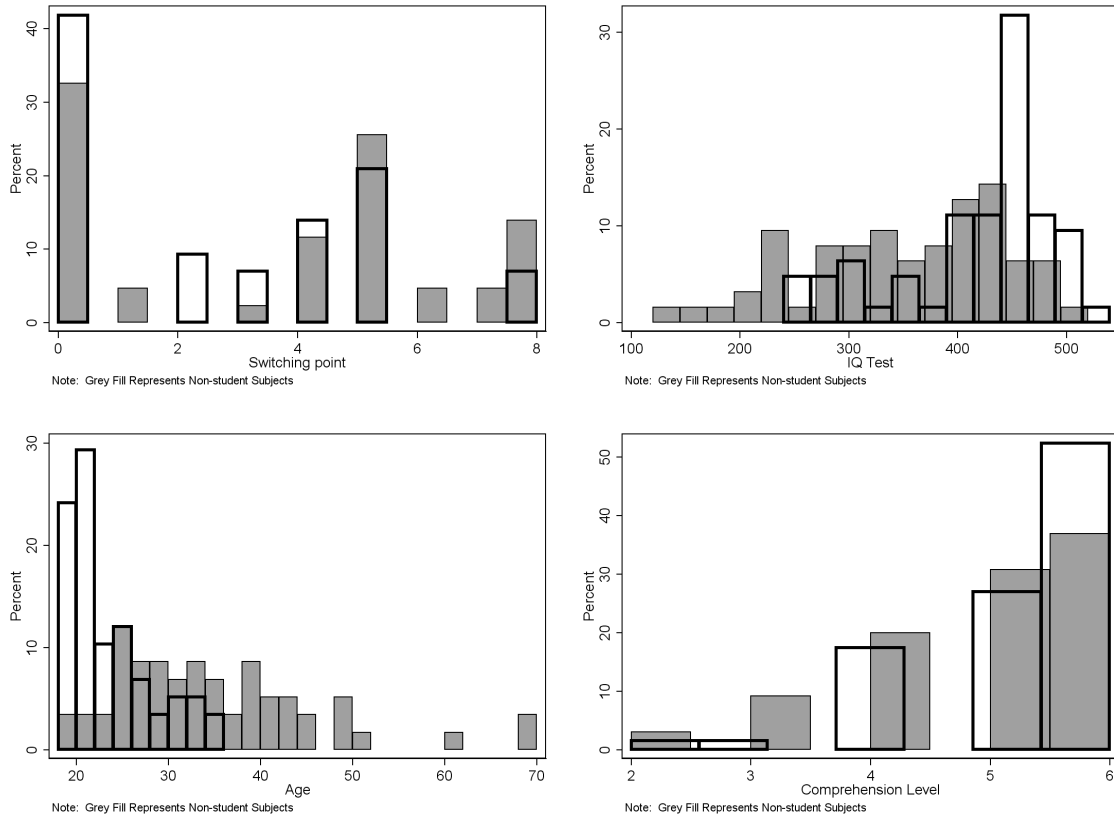 40
30
20
10
0
Percent
0 2 4 6 8
Switching point
Note: Grey Fill Represents Non-student Subjects
30
20
10
0
Percent
100 200 300 400 500
IQ Test
Note: Grey Fill Represents Non-student Subjects
30
20
10
0
Percent
20 30 40 50 60 70
Age
Note: Grey Fill Represents Non-student Subjects
50
40
30
20
10
0
Percent
2 3 4 5 6
Comprehension Level
Note: Grey Fill Represents Non-student Subjects